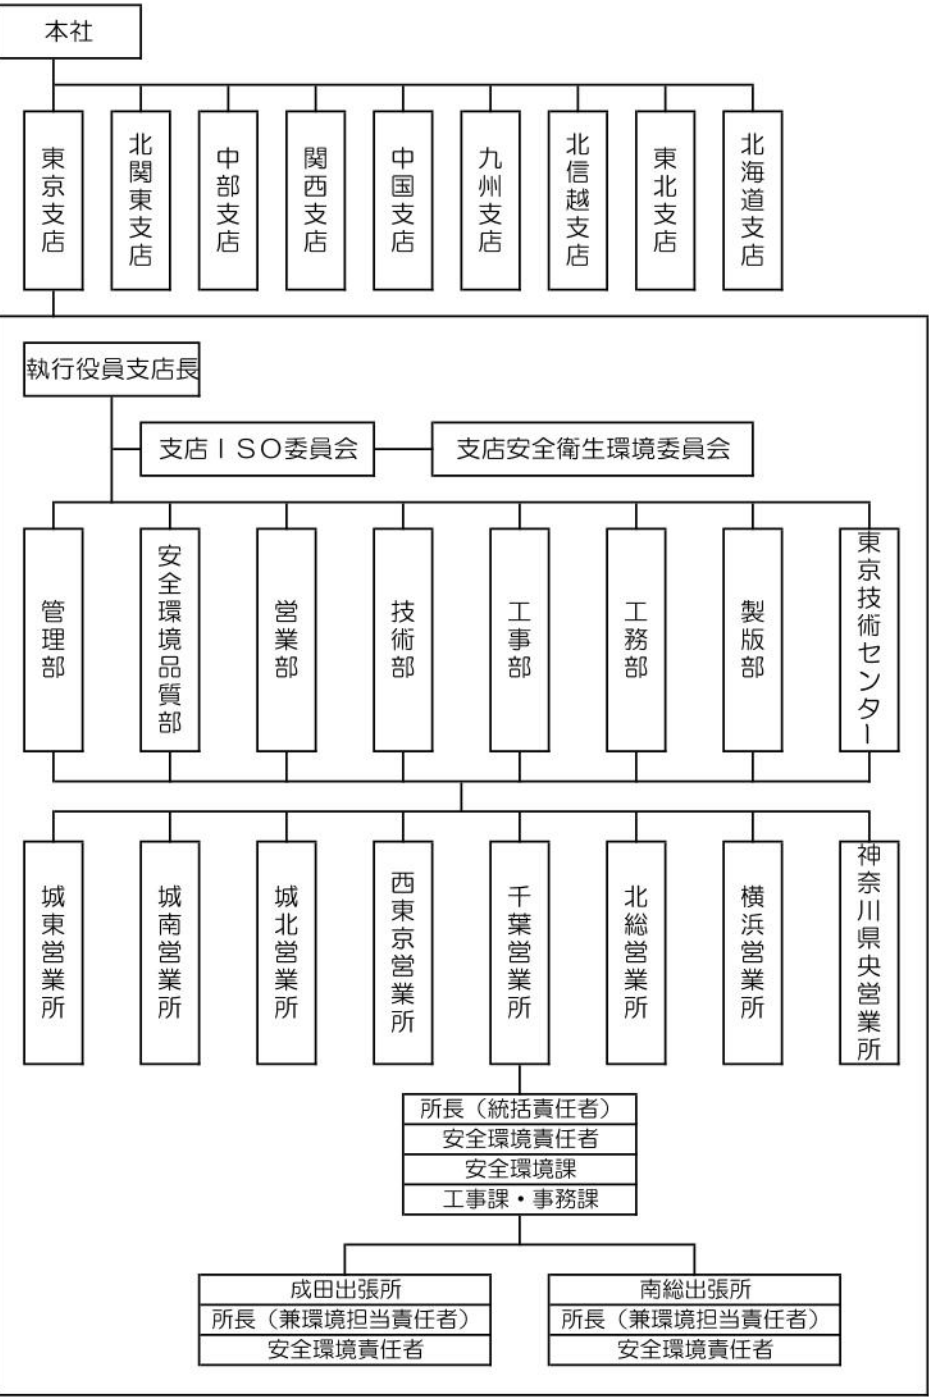 本社
東京支店
北関東支店
中部支店
関西支店
中国支店
九州支店
北信越支店
東北支店
北海道支店
執行役員支店長
支店ISO委員会
支店安全衛生環境委員会
管理部
安全環境品質部
営業部
技術部
工事部
工務部
製版部
東京技術センター
城東営業所
城南営業所
城北営業所
西東京営業所
千葉営業所
北総営業所
横浜営業所
神奈川県央営業所
所長（統括責任者）
安全環境責任者
安全環境課
工事課・事務課
成田出張所
所長（兼環境担当責任者）
安全環境責任者
南総出張所
所長（兼環境担当責任者）
安全環境責任者